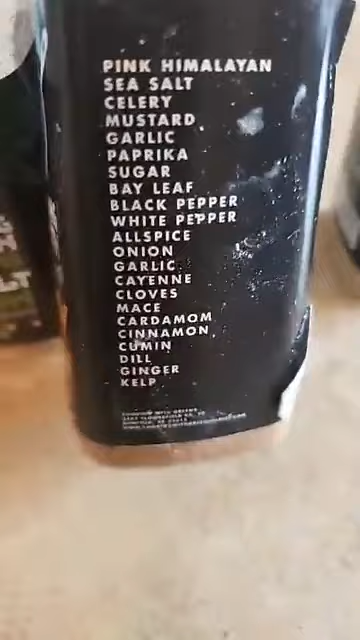 PINK HIMALAYAN
SEA SALT
CELERY
MUSTARD
GARLIC
PAPRIKA
SUGAR
BAY LEAF
BLACK PEPPER
WHITE PEPPER
ALLSPICE
ONION
GARLIC
CAYENNE
CLOVES
MACE
CARDAMOM
CINNAMON
CUMIN
DILL
GINGER
KELP